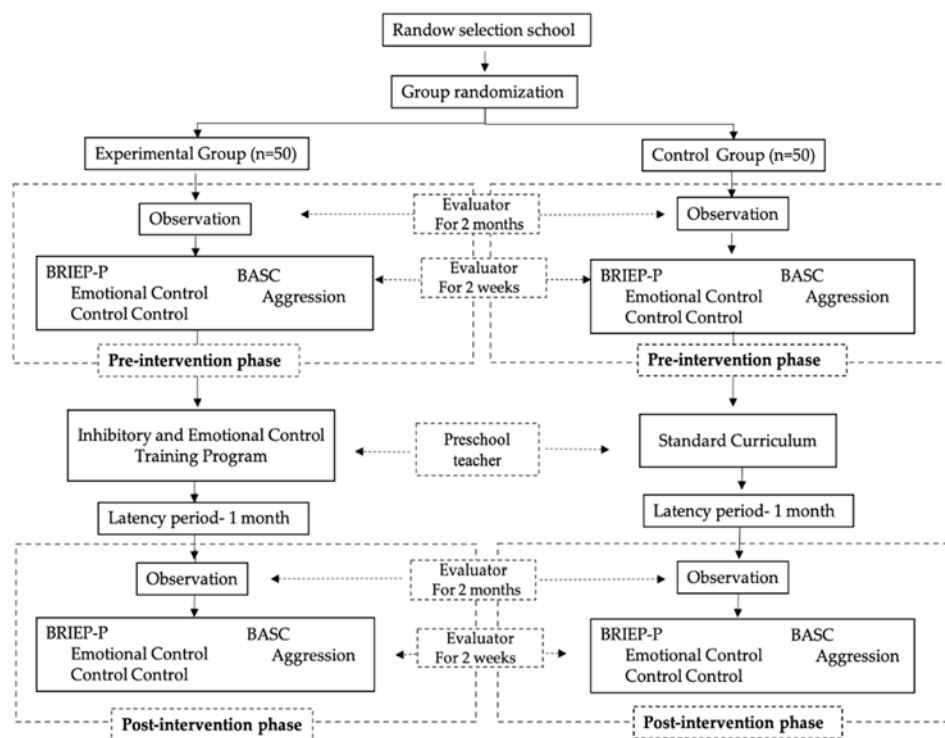 Randow selection school
Group randomization
Experimental Group (n=50)
Control Group (n=50)
Observation
Evaluator
For 2 months
Observation
BRIEP-P BASC
Emotional Control Aggression
Control Control
Evaluator
For 2 weeks
BRIEP-P BASC
Emotional Control Aggression
Control Control
Pre-intervention phase
Pre-intervention phase
Inhibitory and Emotional Control
Training Program
Preschool
teacher
Standard Curriculum
Latency period- 1 month
Latency period- 1 month
Observation
Evaluator
For 2 months
Observation
BRIEP-P BASC
Emotional Control Aggression
Control Control
Evaluator
For 2 weeks
BRIEP-P BASC
Emotional Control Aggression
Control Control
Post-intervention phase
Post-intervention phase